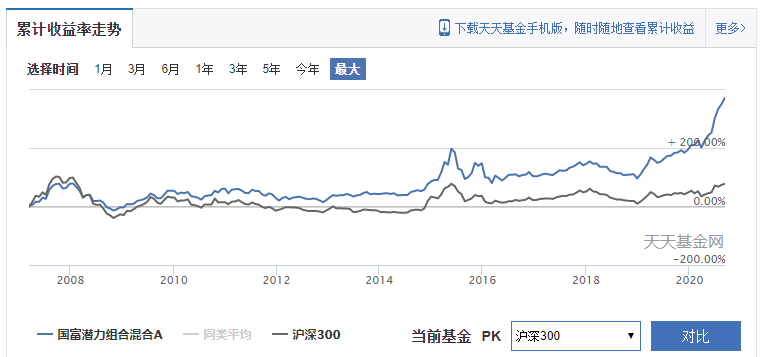 累计收益率走势 下载天天基金手机版，随时随地查看累计收益 更多>
选择时间 1月 3月 6月 1年 3年 5年 今年 最大
+ 200.00%
0.00%
天天基金网
-200.00%
2008 2010 2012 2014 2016 2018 2020
国富潜力组合混合A 同类平均 沪深300 当前基金 PK 沪深300 对比